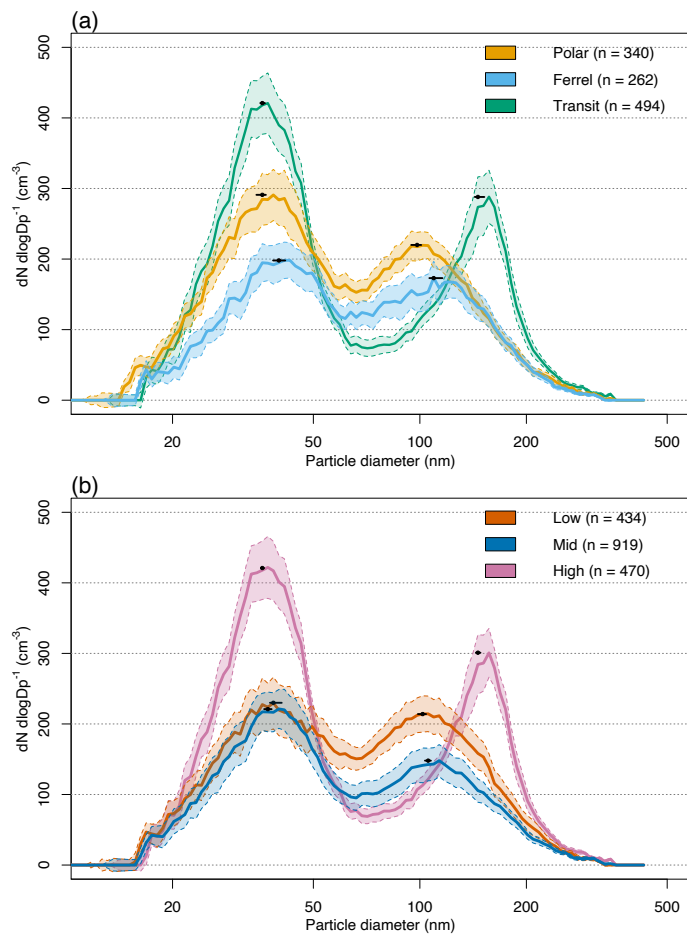 (a)
Polar (n = 340)
Ferrel (n = 262)
Transit (n = 494)
500
400
300
200
100
0
dN dlogDp⁻¹ (cm⁻³)
20 50 100 200 500
Particle diameter (nm)
(b)
Low (n = 434)
Mid (n = 919)
High (n = 470)
500
400
300
200
100
0
dN dlogDp⁻¹ (cm⁻³)
20 50 100 200 500
Particle diameter (nm)